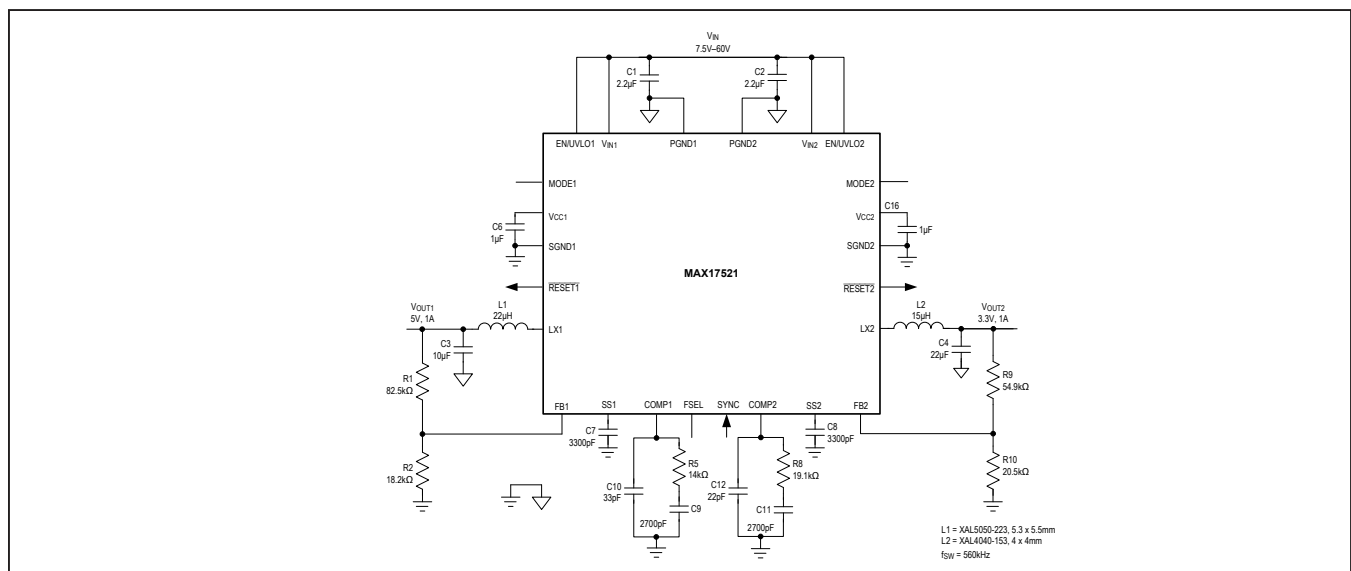 VIN
7.5V–60V
C1
2.2µF
C2
2.2µF
EN/UVLO1
VIN1
PGND1
PGND2
VIN2
EN/UVLO2
MODE1
MODE2
VCC1
VCC2
C16
1µF
C6
1µF
SGND1
SGND2
MAX17521
RESET1
RESET2
VOUT1
5V, 1A
L1
22µH
LX1
LX2
L2
15µH
VOUT2
3.3V, 1A
C3
10µF
C4
22µF
R1
82.5kΩ
R9
54.9kΩ
FB1
SS1
COMP1
FSEL
SYNC
COMP2
SS2
FB2
C7
3300pF
C8
3300pF
R2
18.2kΩ
R5
14kΩ
C10
33pF
C9
2700pF
R8
19.1kΩ
C12
22pF
C11
2700pF
R10
20.5kΩ
L1 = XAL5050-223, 5.3 x 5.5mm
L2 = XAL4040-153, 4 x 4mm
fSW = 560kHz